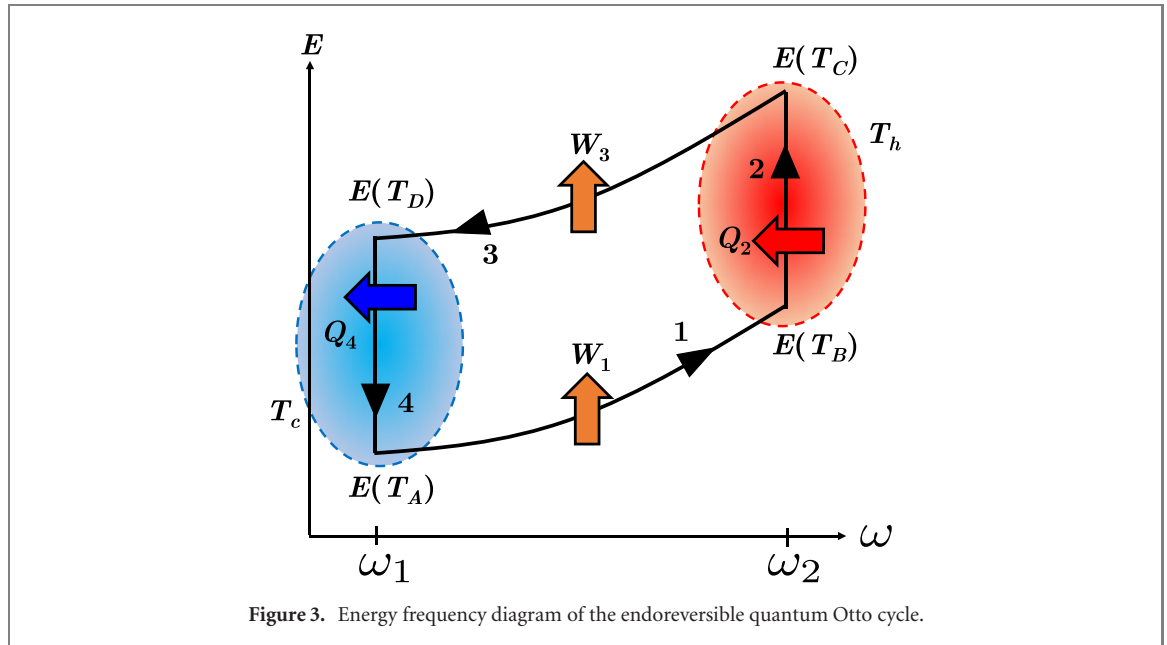 E
E(T_C)
T_h
W_3
2
E(T_D)
Q_2
3
Q_4
1
E(T_B)
W_1
4
T_c
E(T_A)
ω
ω_1
ω_2
Figure 3. Energy frequency diagram of the endoreversible quantum Otto cycle.